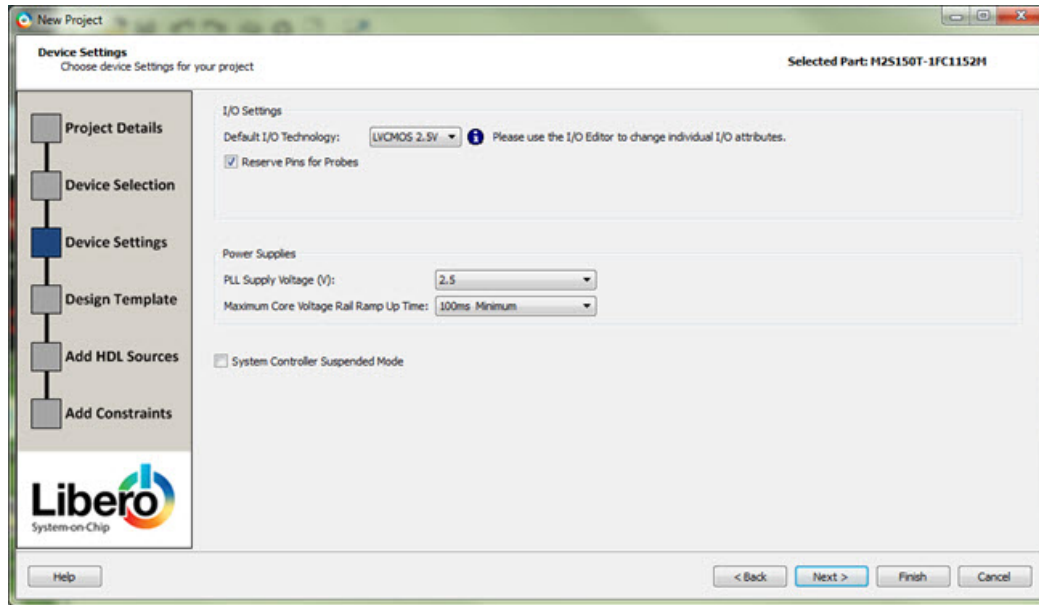 New Project
Device Settings
Choose device Settings for your project
Selected Part: M2S150T-1FC1152M
Project Details
Device Selection
Device Settings
Design Template
Add HDL Sources
Add Constraints
Libero
System-on-Chip
I/O Settings
Default I/O Technology: LVCMOS 2.5V Please use the I/O Editor to change individual I/O attributes.
Reserve Pins for Probes
Power Supplies
PLL Supply Voltage (V): 2.5
Maximum Core Voltage Rail Ramp Up Time: 100ms Minimum
System Controller Suspended Mode
Help < Back Next > Finish Cancel